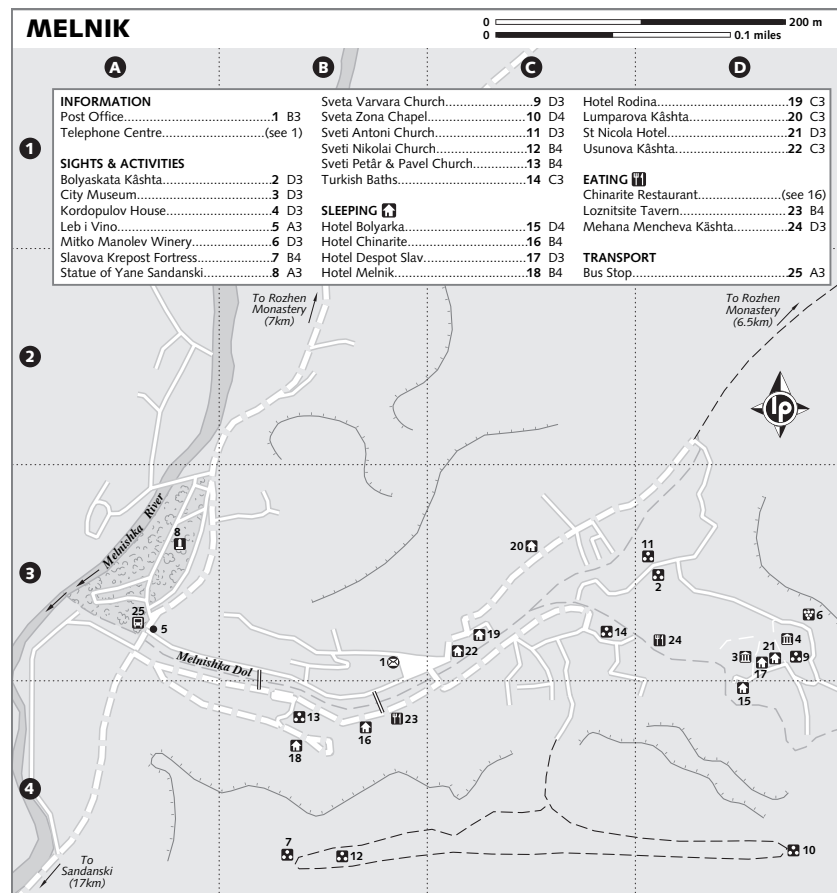 MELNIK
0 200 m
0 0.1 miles
A B C D
1
INFORMATION
Post Office 1 B3
Telephone Centre (see 1)
SIGHTS & ACTIVITIES
Bolyaskata Kâshta 2 D3
City Museum 3 D3
Kordopulov House 4 D3
Leb i Vino 5 A3
Mitko Manolev Winery 6 D3
Slavova Krepost Fortress 7 B4
Statue of Yane Sandanski 8 A3
Sveta Varvara Church 9 D3
Sveta Zona Chapel 10 D4
Sveti Antoni Church 11 D3
Sveti Nikolai Church 12 B4
Sveti Petâr & Pavel Church 13 B4
Turkish Baths 14 C3
SLEEPING
Hotel Bolyarka 15 D4
Hotel Chinarite 16 B4
Hotel Despot Slav 17 D3
Hotel Melnik 18 B4
Hotel Rodina 19 C3
Lumparova Kâshta 20 C3
St Nicola Hotel 21 D3
Usunova Kâshta 22 C3
EATING
Chinarite Restaurant (see 16)
Loznitsite Tavern 23 B4
Mehana Mencheva Kâshta 24 D3
TRANSPORT
Bus Stop 25 A3
To Rozhen
Monastery
(7km)
To Rozhen
Monastery
(6.5km)
2
lp
Melnishka River
8
20
11
2
3
25
5
6
19
14
24
4
21
3
9
22
1
17
Melnishka Dol
15
13
23
16
18
4
7
12
10
To
Sandanski
(17km)